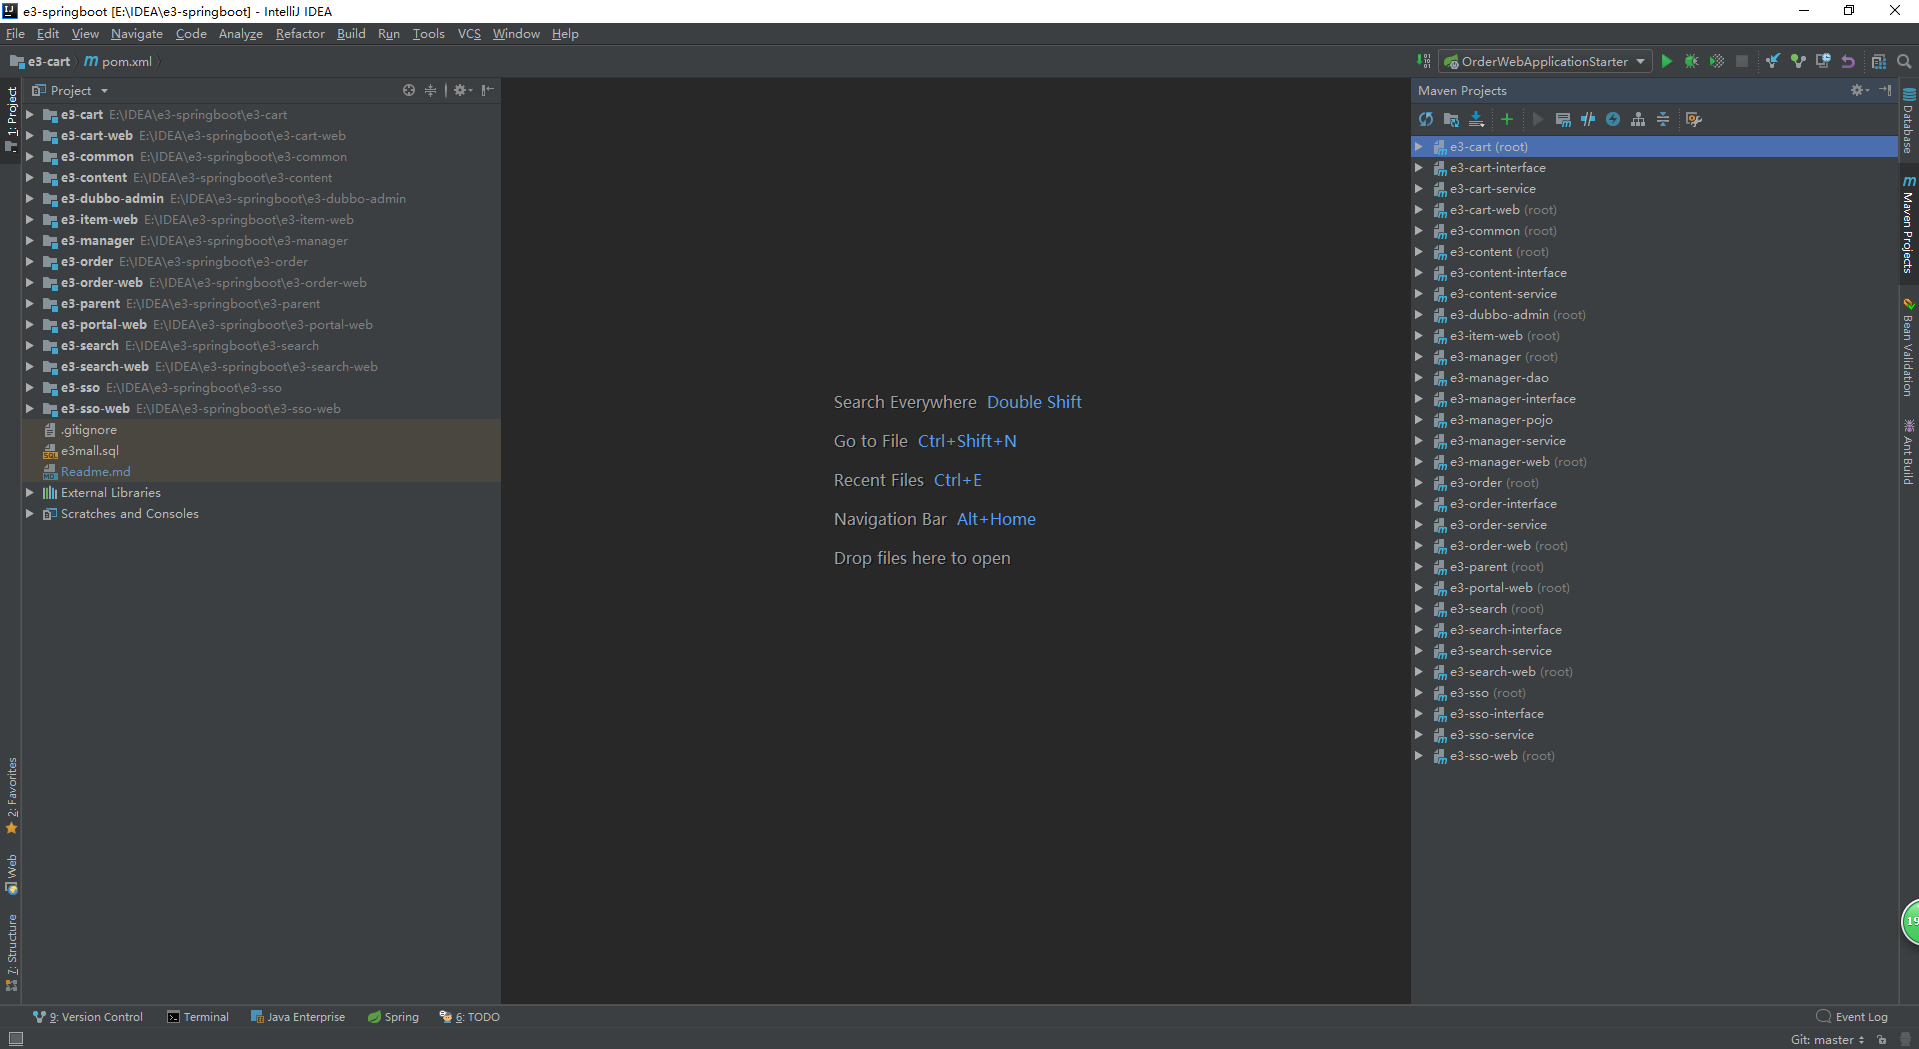 e3-springboot [E:\IDEA\e3-springboot] - IntelliJ IDEA
File Edit View Navigate Code Analyze Refactor Build Run Tools VCS Window Help
e3-cart pom.xml OrderWebApplicationStarter
1: Project
Project
e3-cart E:\IDEA\e3-springboot\e3-cart
e3-cart-web E:\IDEA\e3-springboot\e3-cart-web
e3-common E:\IDEA\e3-springboot\e3-common
e3-content E:\IDEA\e3-springboot\e3-content
e3-dubbo-admin E:\IDEA\e3-springboot\e3-dubbo-admin
e3-item-web E:\IDEA\e3-springboot\e3-item-web
e3-manager E:\IDEA\e3-springboot\e3-manager
e3-order E:\IDEA\e3-springboot\e3-order
e3-order-web E:\IDEA\e3-springboot\e3-order-web
e3-parent E:\IDEA\e3-springboot\e3-parent
e3-portal-web E:\IDEA\e3-springboot\e3-portal-web
e3-search E:\IDEA\e3-springboot\e3-search
e3-search-web E:\IDEA\e3-springboot\e3-search-web
e3-sso E:\IDEA\e3-springboot\e3-sso
e3-sso-web E:\IDEA\e3-springboot\e3-sso-web
.gitignore
e3mall.sql
Readme.md
External Libraries
Scratches and Consoles
2: Favorites
Web
7: Structure
Search Everywhere Double Shift
Go to File Ctrl+Shift+N
Recent Files Ctrl+E
Navigation Bar Alt+Home
Drop files here to open
Maven Projects
e3-cart (root)
e3-cart-interface
e3-cart-service
e3-cart-web (root)
e3-common (root)
e3-content (root)
e3-content-interface
e3-content-service
e3-dubbo-admin (root)
e3-item-web (root)
e3-manager (root)
e3-manager-dao
e3-manager-interface
e3-manager-pojo
e3-manager-service
e3-manager-web (root)
e3-order (root)
e3-order-interface
e3-order-service
e3-order-web (root)
e3-parent (root)
e3-portal-web (root)
e3-search (root)
e3-search-interface
e3-search-service
e3-search-web (root)
e3-sso (root)
e3-sso-interface
e3-sso-service
e3-sso-web (root)
Database
Maven Projects
Bean Validation
Ant Build
19
9: Version Control Terminal Java Enterprise Spring 6: TODO Event Log
Git: master